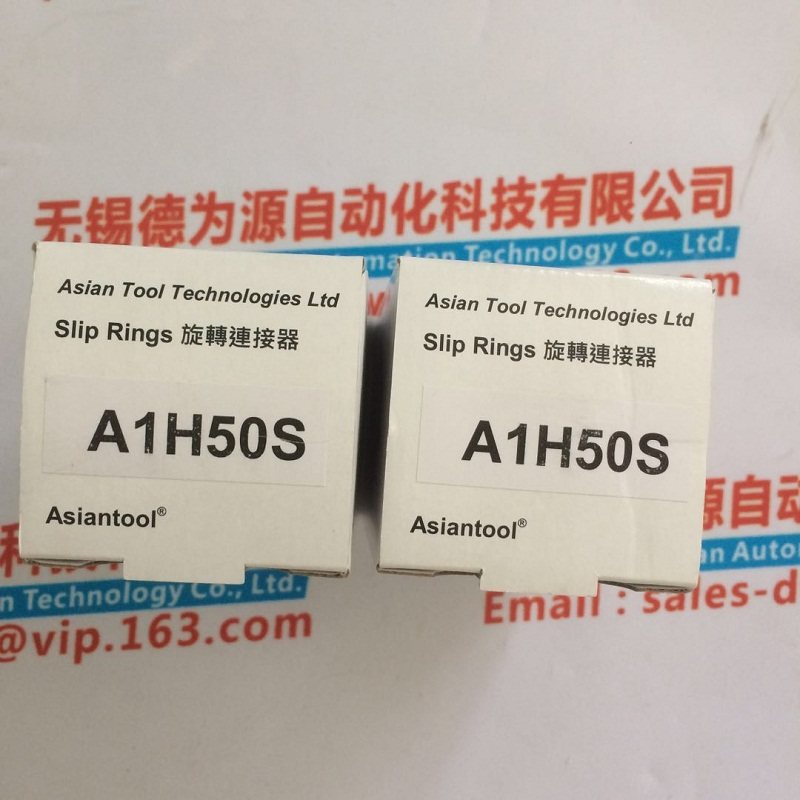 无锡德为源自动化科技有限公司
Automation Technology Co., Ltd.
Asian Tool Technologies Ltd
Slip Rings 旋轉連接器
A1H50S
Asiantool®
Asian Tool Technologies Ltd
Slip Rings 旋轉連接器
A1H50S
Asiantool®
源自动
Technology Co., Ltd.
@vip.163.com
Email : sales-d